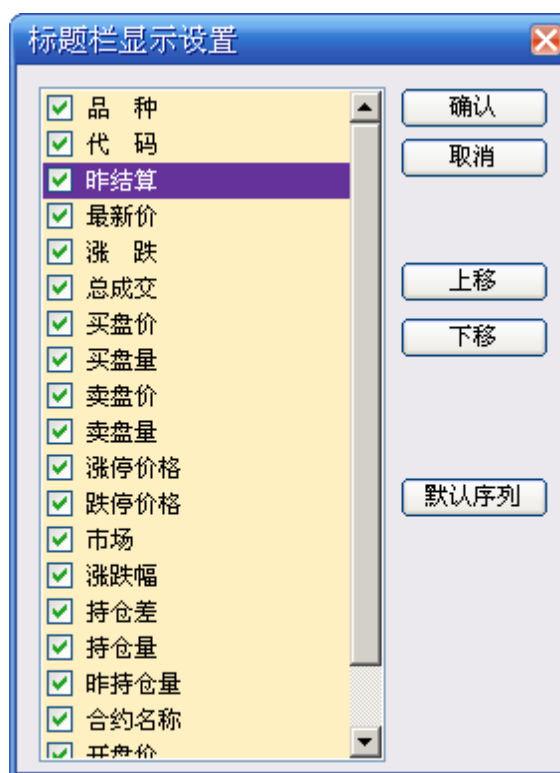 标题栏显示设置
品 种
代 码
昨结算
最新价
涨 跌
总成交
买盘价
买盘量
卖盘价
卖盘量
涨停价格
跌停价格
市场
涨跌幅
持仓差
持仓量
昨持仓量
合约名称
开盘价
确认
取消
上移
下移
默认序列